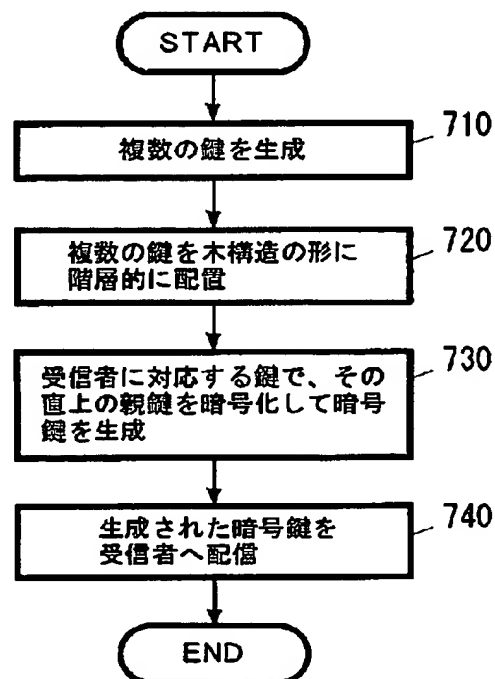 START
複数の鍵を生成
710
複数の鍵を木構造の形に
階層的に配置
720
受信者に対応する鍵で、その
直上の親鍵を暗号化して暗号
鍵を生成
730
生成された暗号鍵を
受信者へ配信
740
END